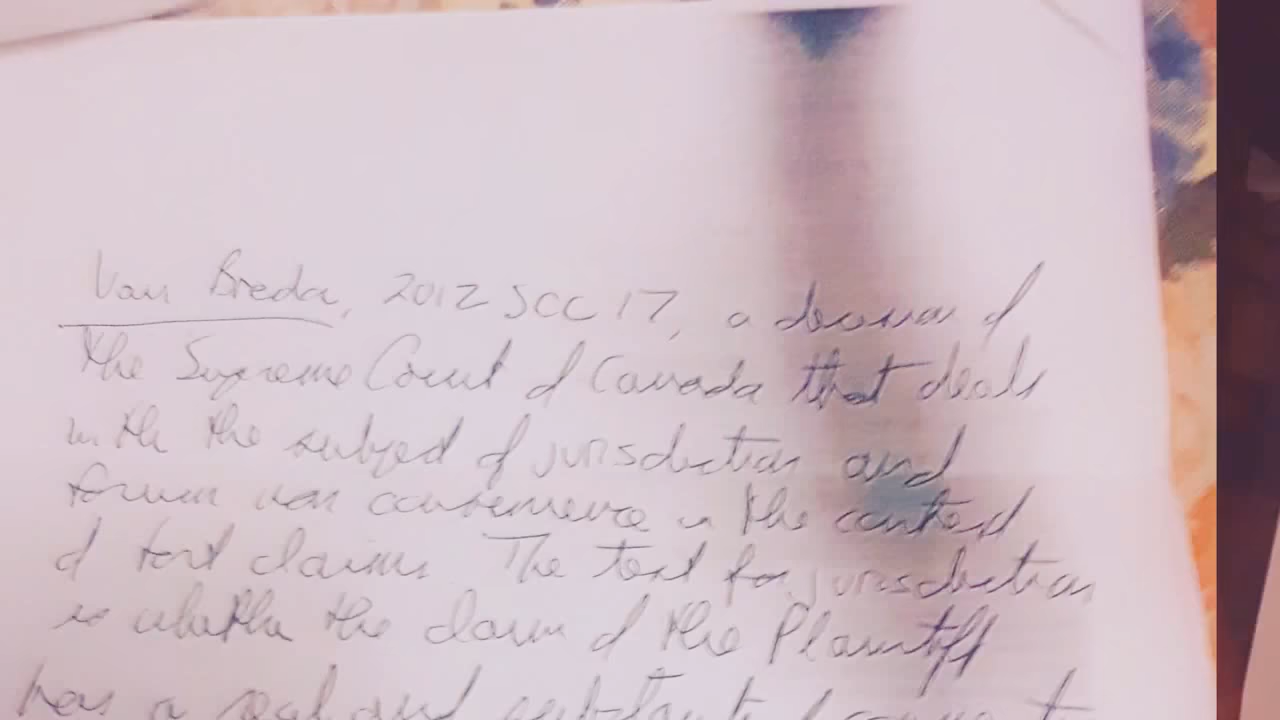 Van Breda, 2012 SCC 17, a decision of
the Supreme Court of Canada that deals
with the subject of jurisdiction and
forum non convenience in the context
of tort claims. The test for jurisdiction
is whether the claim of the Plaintiff
has a real and substantial